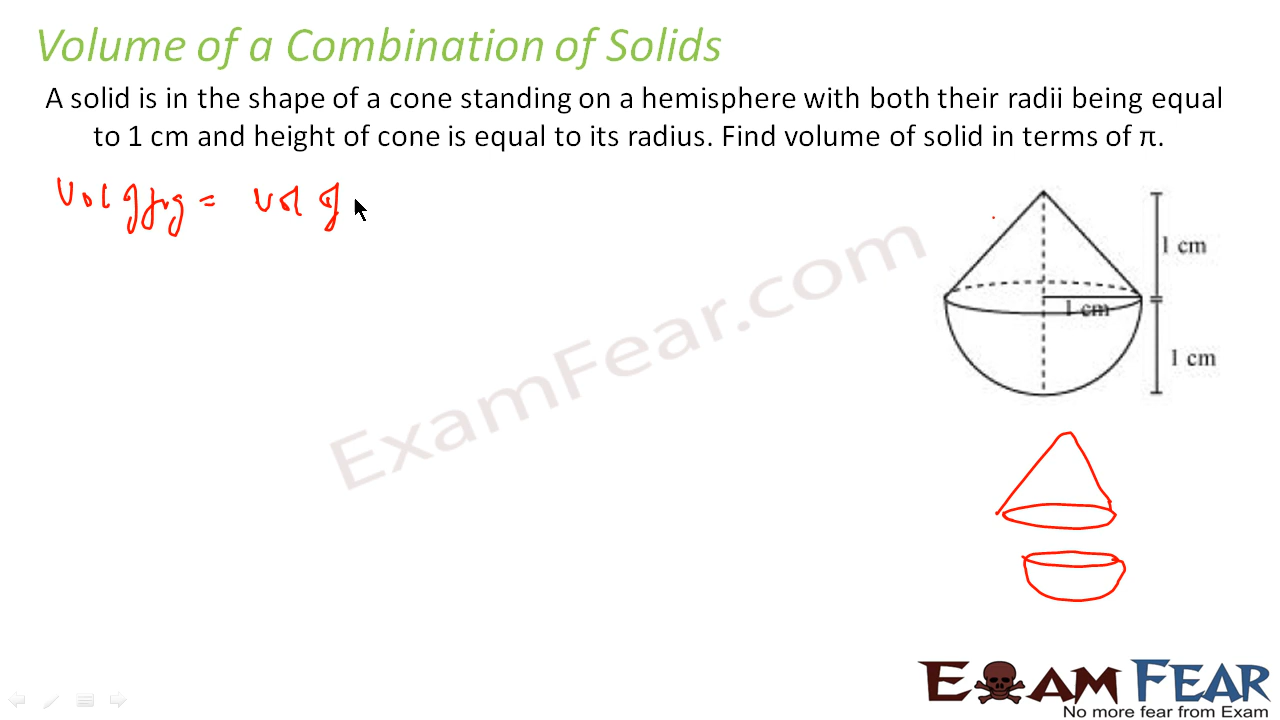 Volume of a Combination of Solids
A solid is in the shape of a cone standing on a hemisphere with both their radii being equal
to 1 cm and height of cone is equal to its radius. Find volume of solid in terms of π.
Vol of fig = Vol of
1 cm
1 cm
1 cm
ExamFear.com
EXAM FEAR
No more fear from Exam